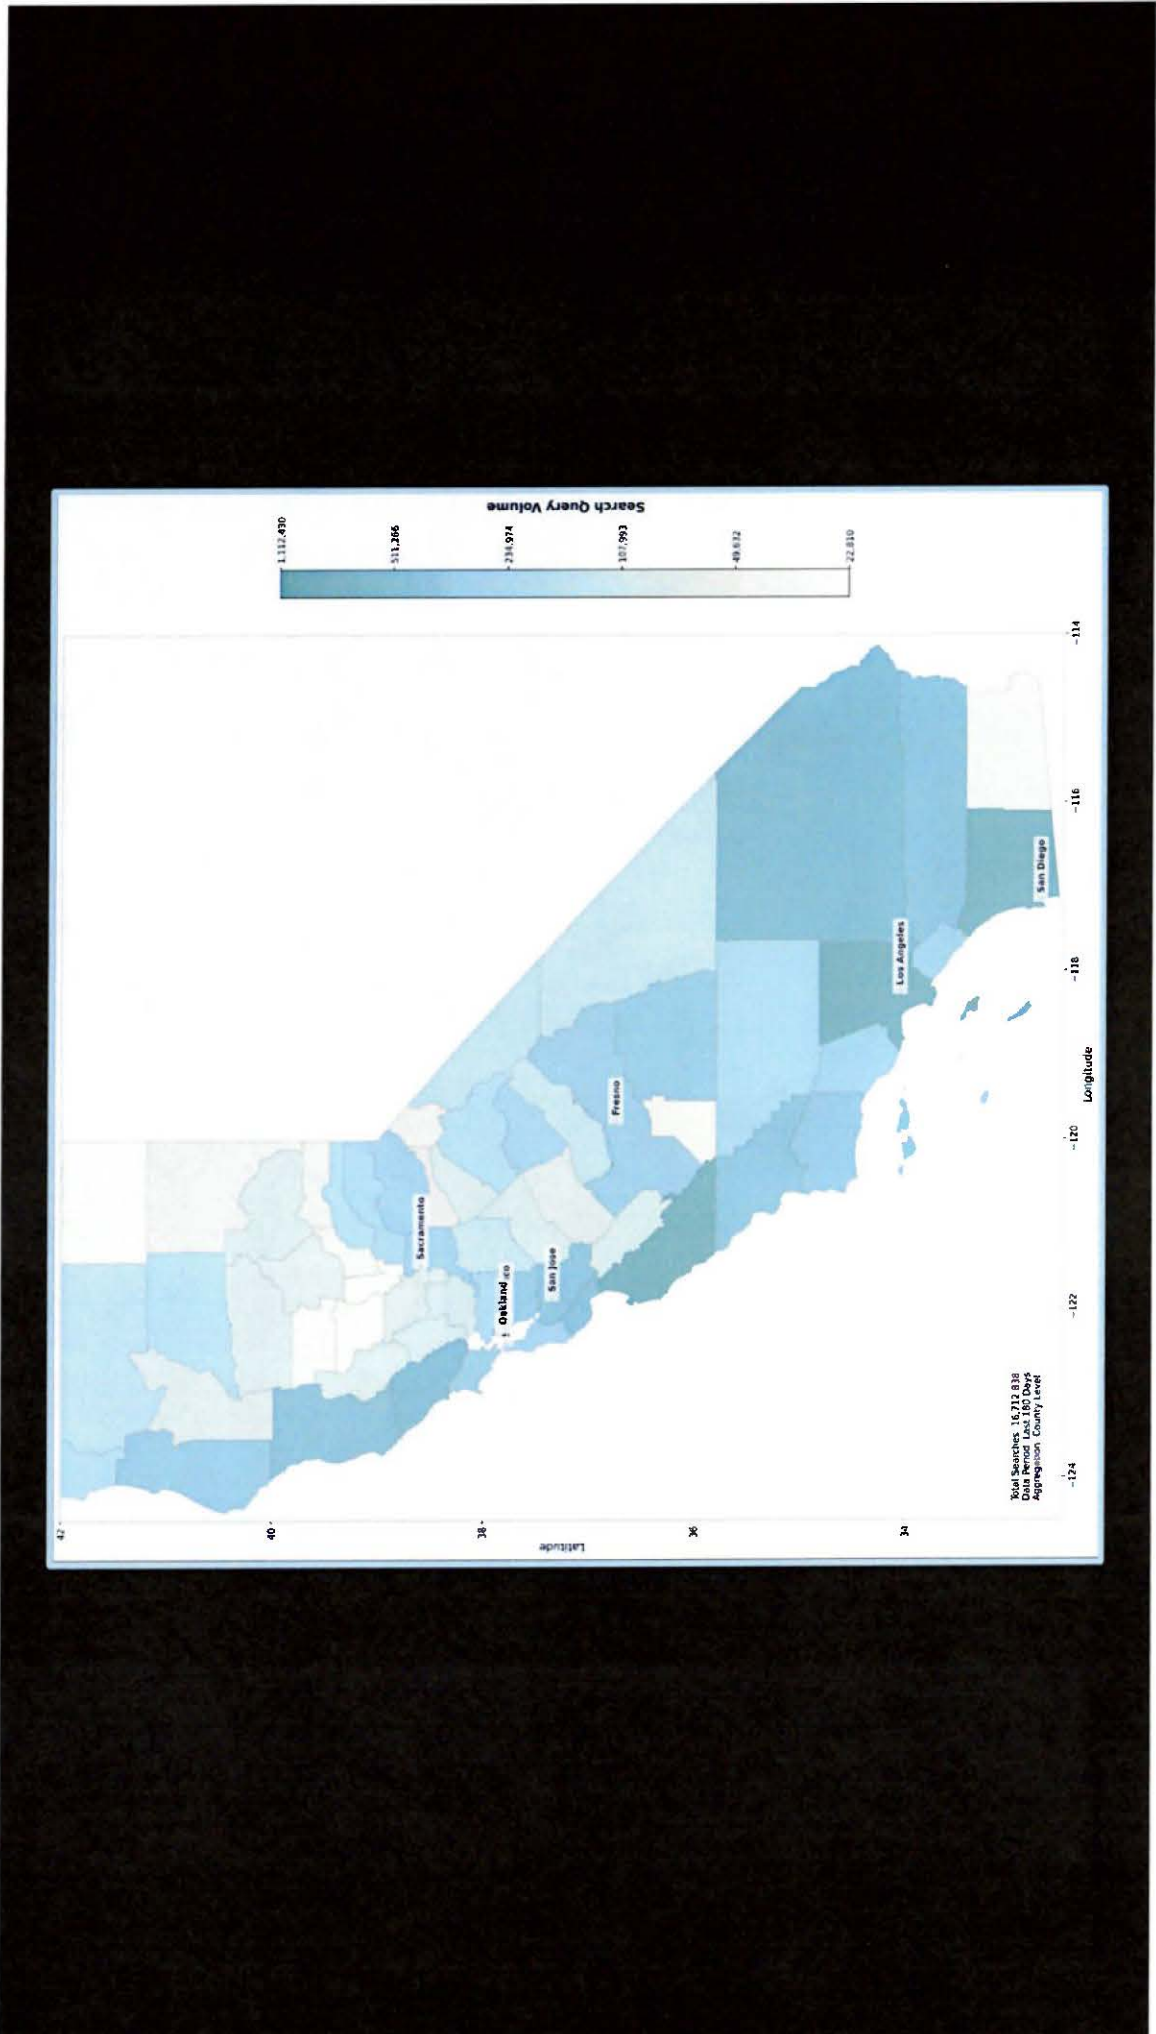 Search Query Volume
1,112,430
511,266
234,974
107,993
49,632
22,810
Latitude
42
40
38
36
34
Sacramento
Oakland co
San Jose
Fresno
Los Angeles
San Diego
Total Searches 16,712 838
Data Period Last 180 Days
Aggregation County Level
-124
-122
-120
-118
-116
-114
Longitude